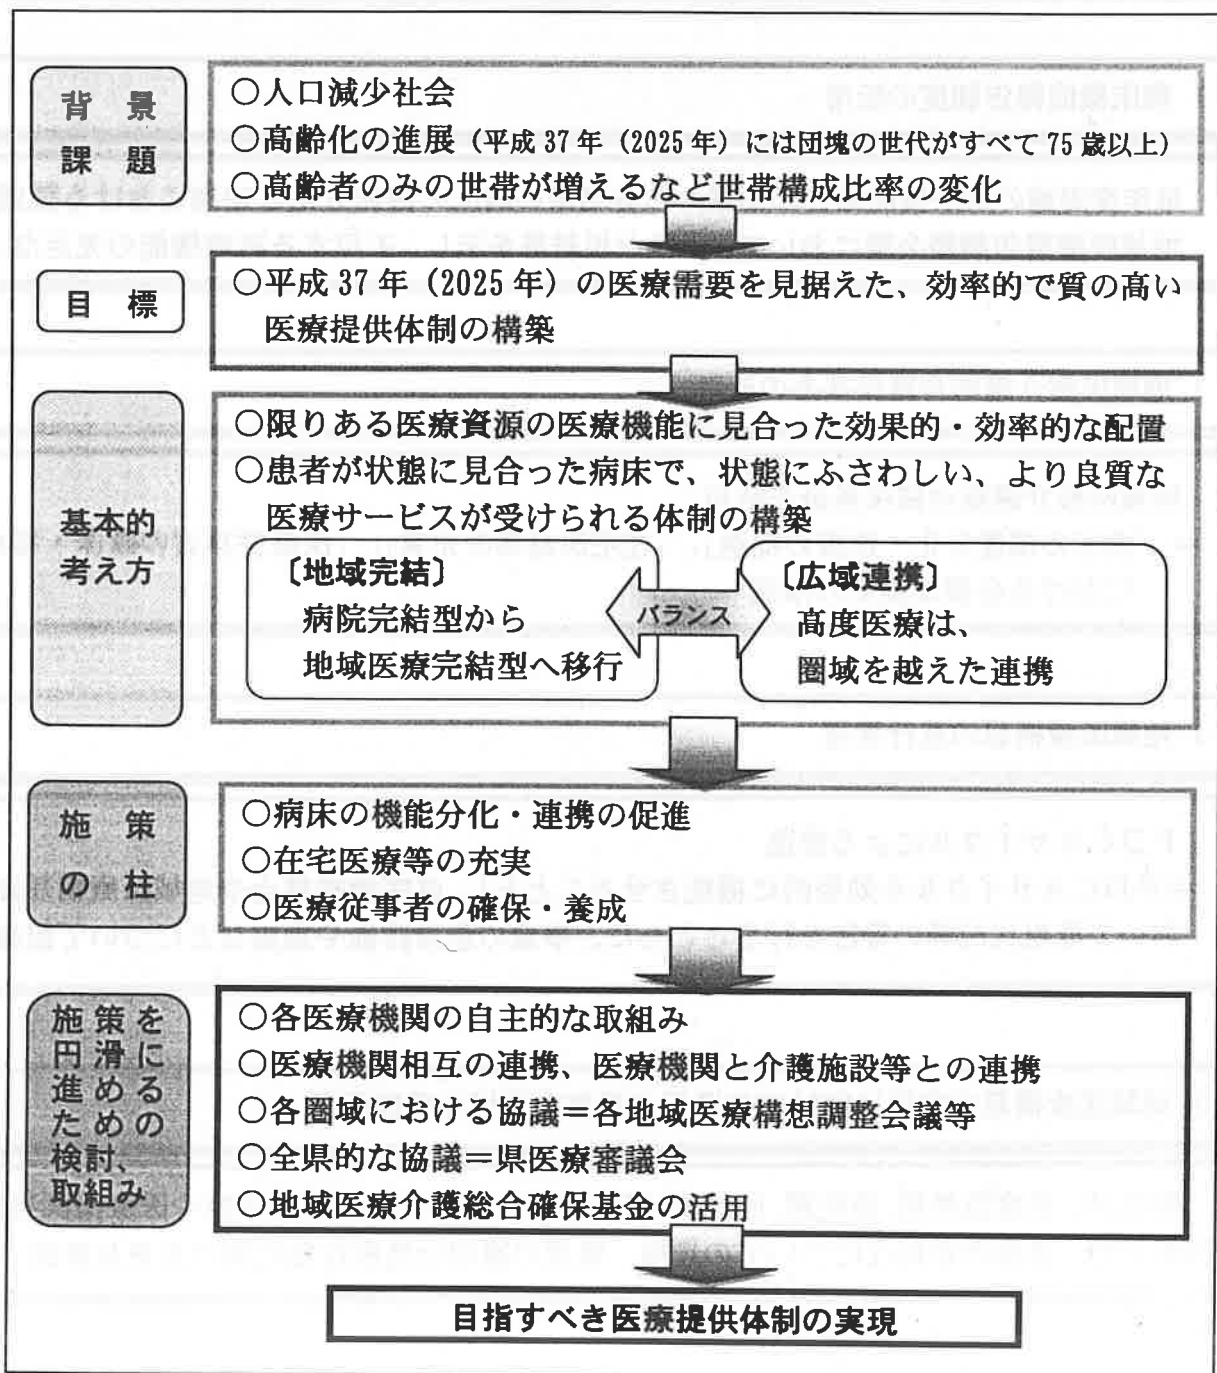 背景
課題
○人口減少社会
○高齢化の進展（平成37年（2025年）には団塊の世代がすべて75歳以上）
○高齢者のみの世帯が増えるなど世帯構成比率の変化
目標
○平成37年（2025年）の医療需要を見据えた、効率的で質の高い
医療提供体制の構築
基本的
考え方
○限りある医療資源の医療機能に見合った効果的・効率的な配置
○患者が状態に見合った病床で、状態にふさわしい、より良質な
医療サービスが受けられる体制の構築
〔地域完結〕
病院完結型から
地域医療完結型へ移行
バランス
〔広域連携〕
高度医療は、
圏域を越えた連携
施策
の柱
○病床の機能分化・連携の促進
○在宅医療等の充実
○医療従事者の確保・養成
施策を
円滑に
進める
ための
検討、
取組み
○各医療機関の自主的な取組み
○医療機関相互の連携、医療機関と介護施設等との連携
○各圏域における協議＝各地域医療構想調整会議等
○全県的な協議＝県医療審議会
○地域医療介護総合確保基金の活用
目指すべき医療提供体制の実現